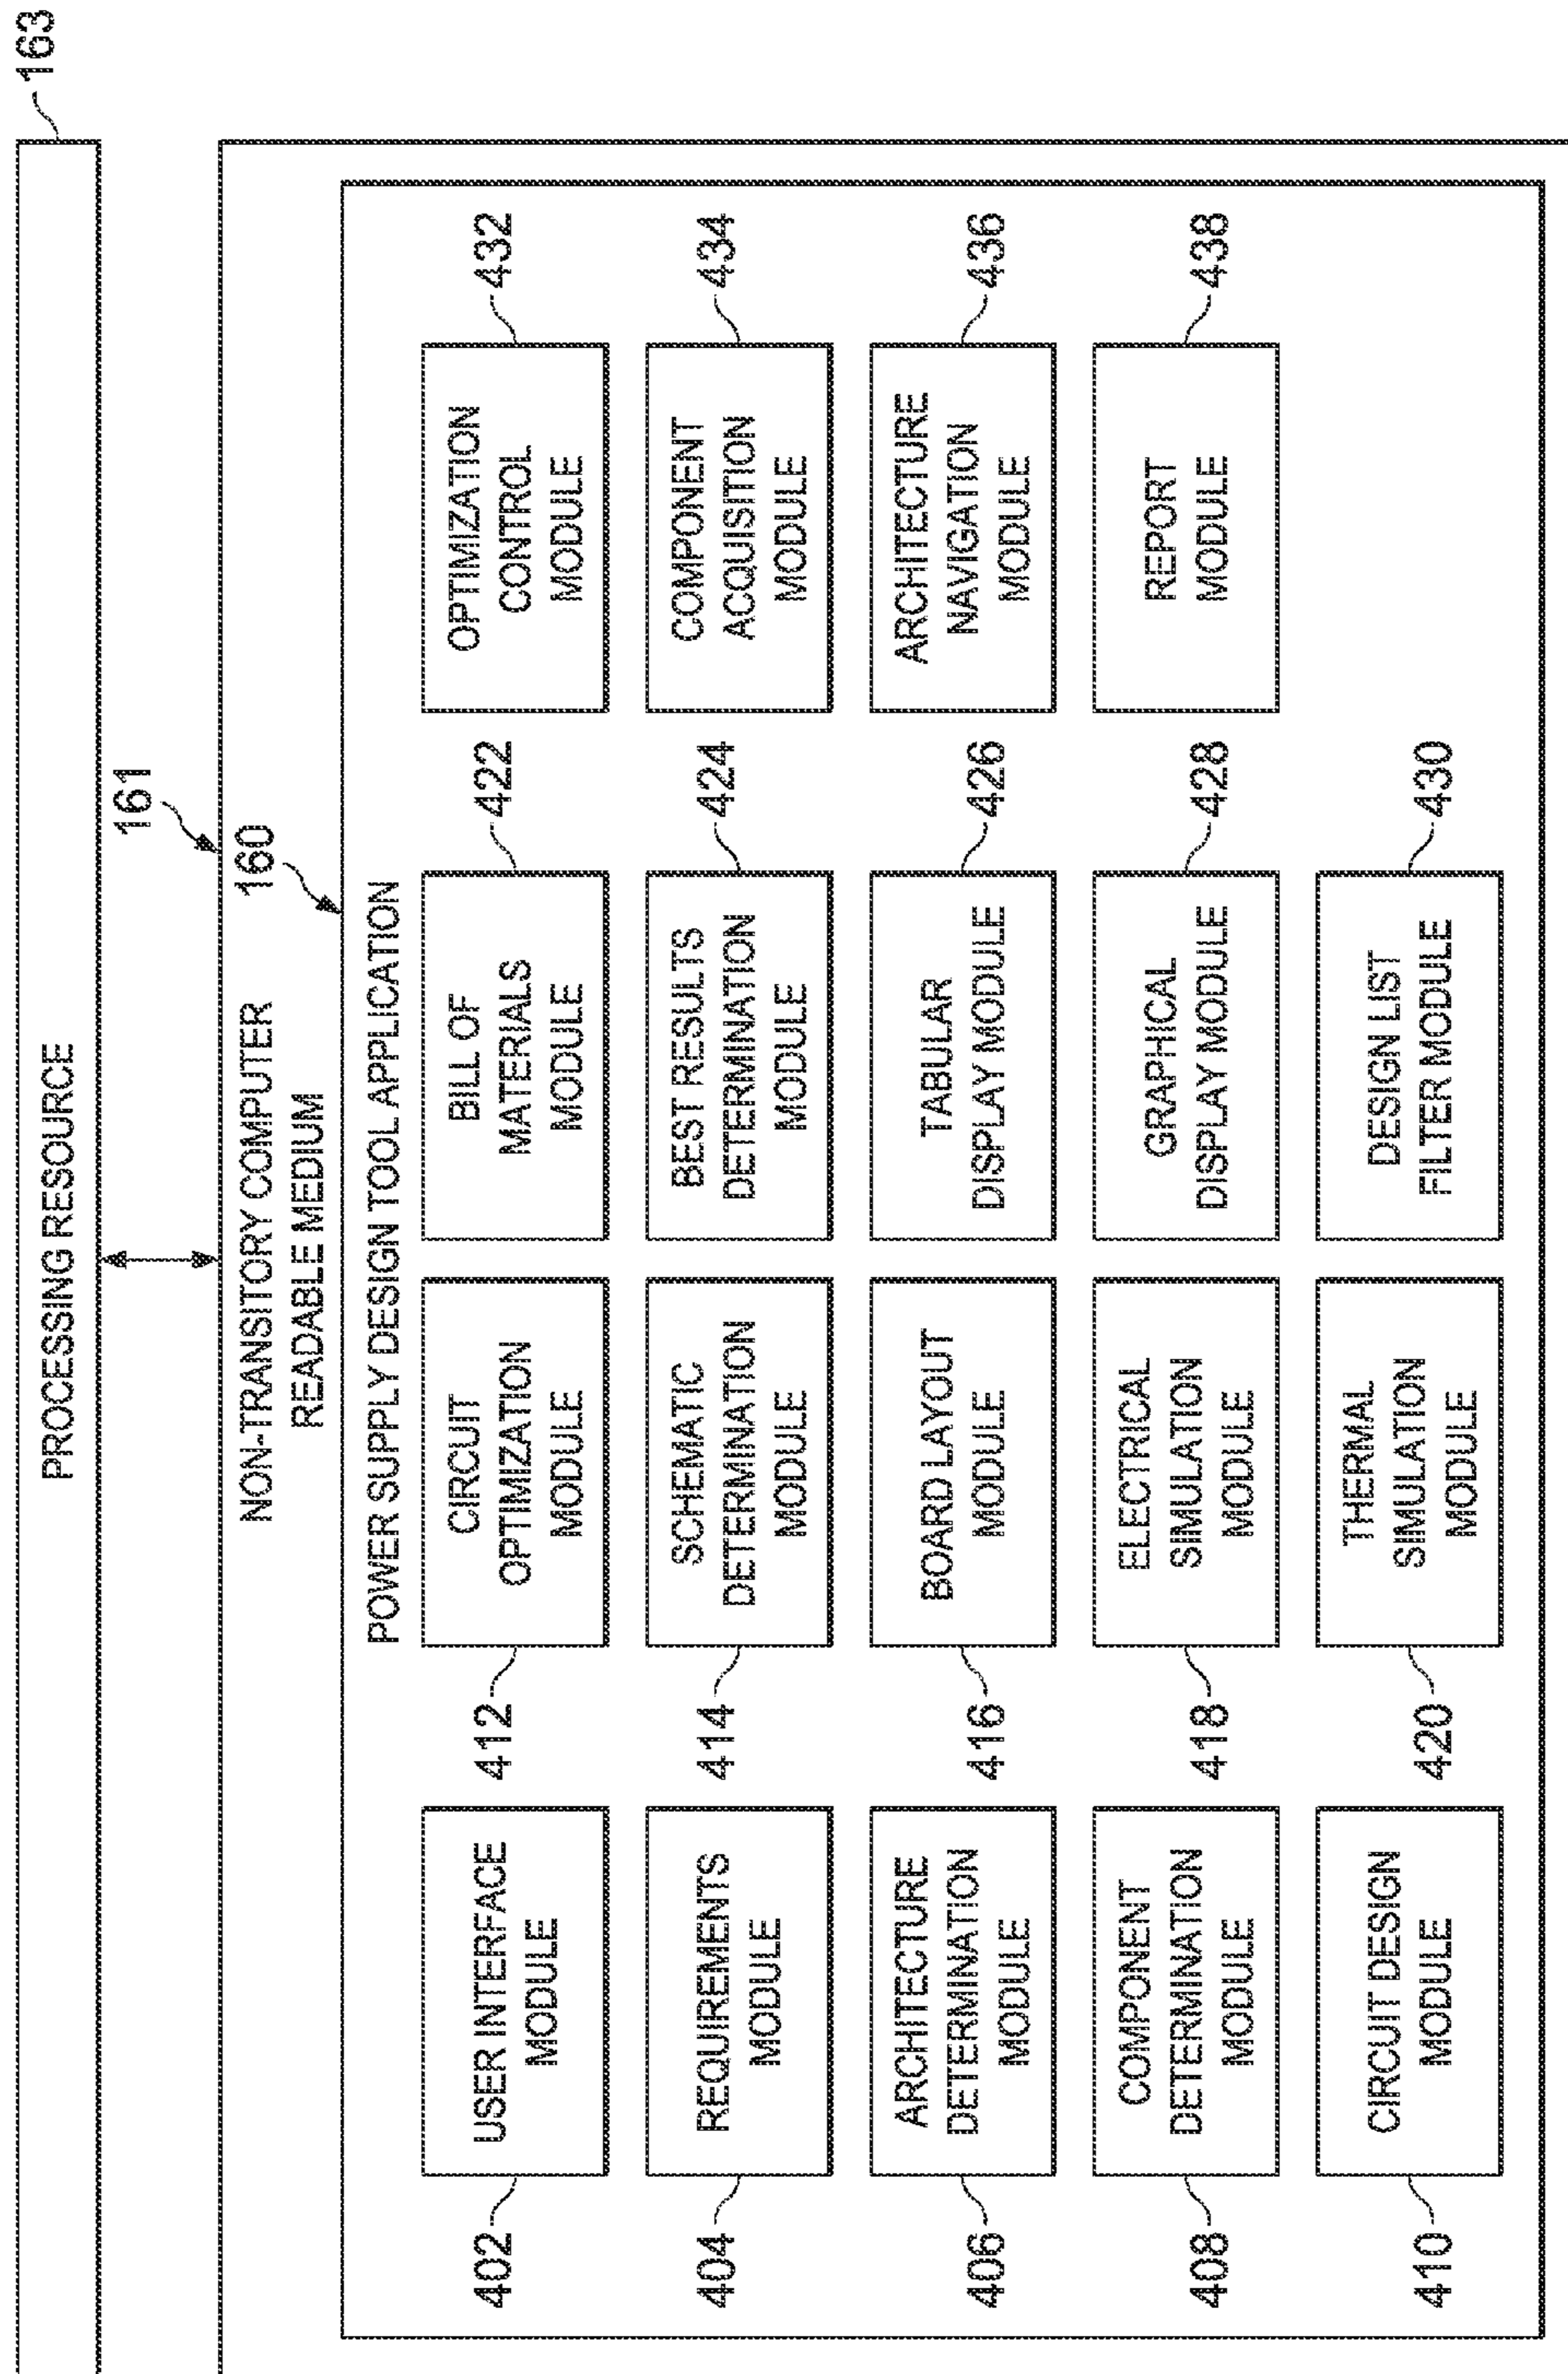 163
PROCESSING RESOURCE
161
NON-TRANSITORY COMPUTER
READABLE MEDIUM
160
POWER SUPPLY DESIGN TOOL APPLICATION
402
USER INTERFACE
MODULE
404
REQUIREMENTS
MODULE
406
ARCHITECTURE
DETERMINATION
MODULE
408
COMPONENT
DETERMINATION
MODULE
410
CIRCUIT DESIGN
MODULE
412
CIRCUIT
OPTIMIZATION
MODULE
414
SCHEMATIC
DETERMINATION
MODULE
416
BOARD LAYOUT
MODULE
418
ELECTRICAL
SIMULATION
MODULE
420
THERMAL
SIMULATION
MODULE
422
BILL OF
MATERIALS
MODULE
424
BEST RESULTS
DETERMINATION
MODULE
426
TABULAR
DISPLAY MODULE
428
GRAPHICAL
DISPLAY MODULE
430
DESIGN LIST
FILTER MODULE
432
OPTIMIZATION
CONTROL
MODULE
434
COMPONENT
ACQUISITION
MODULE
436
ARCHITECTURE
NAVIGATION
MODULE
438
REPORT
MODULE